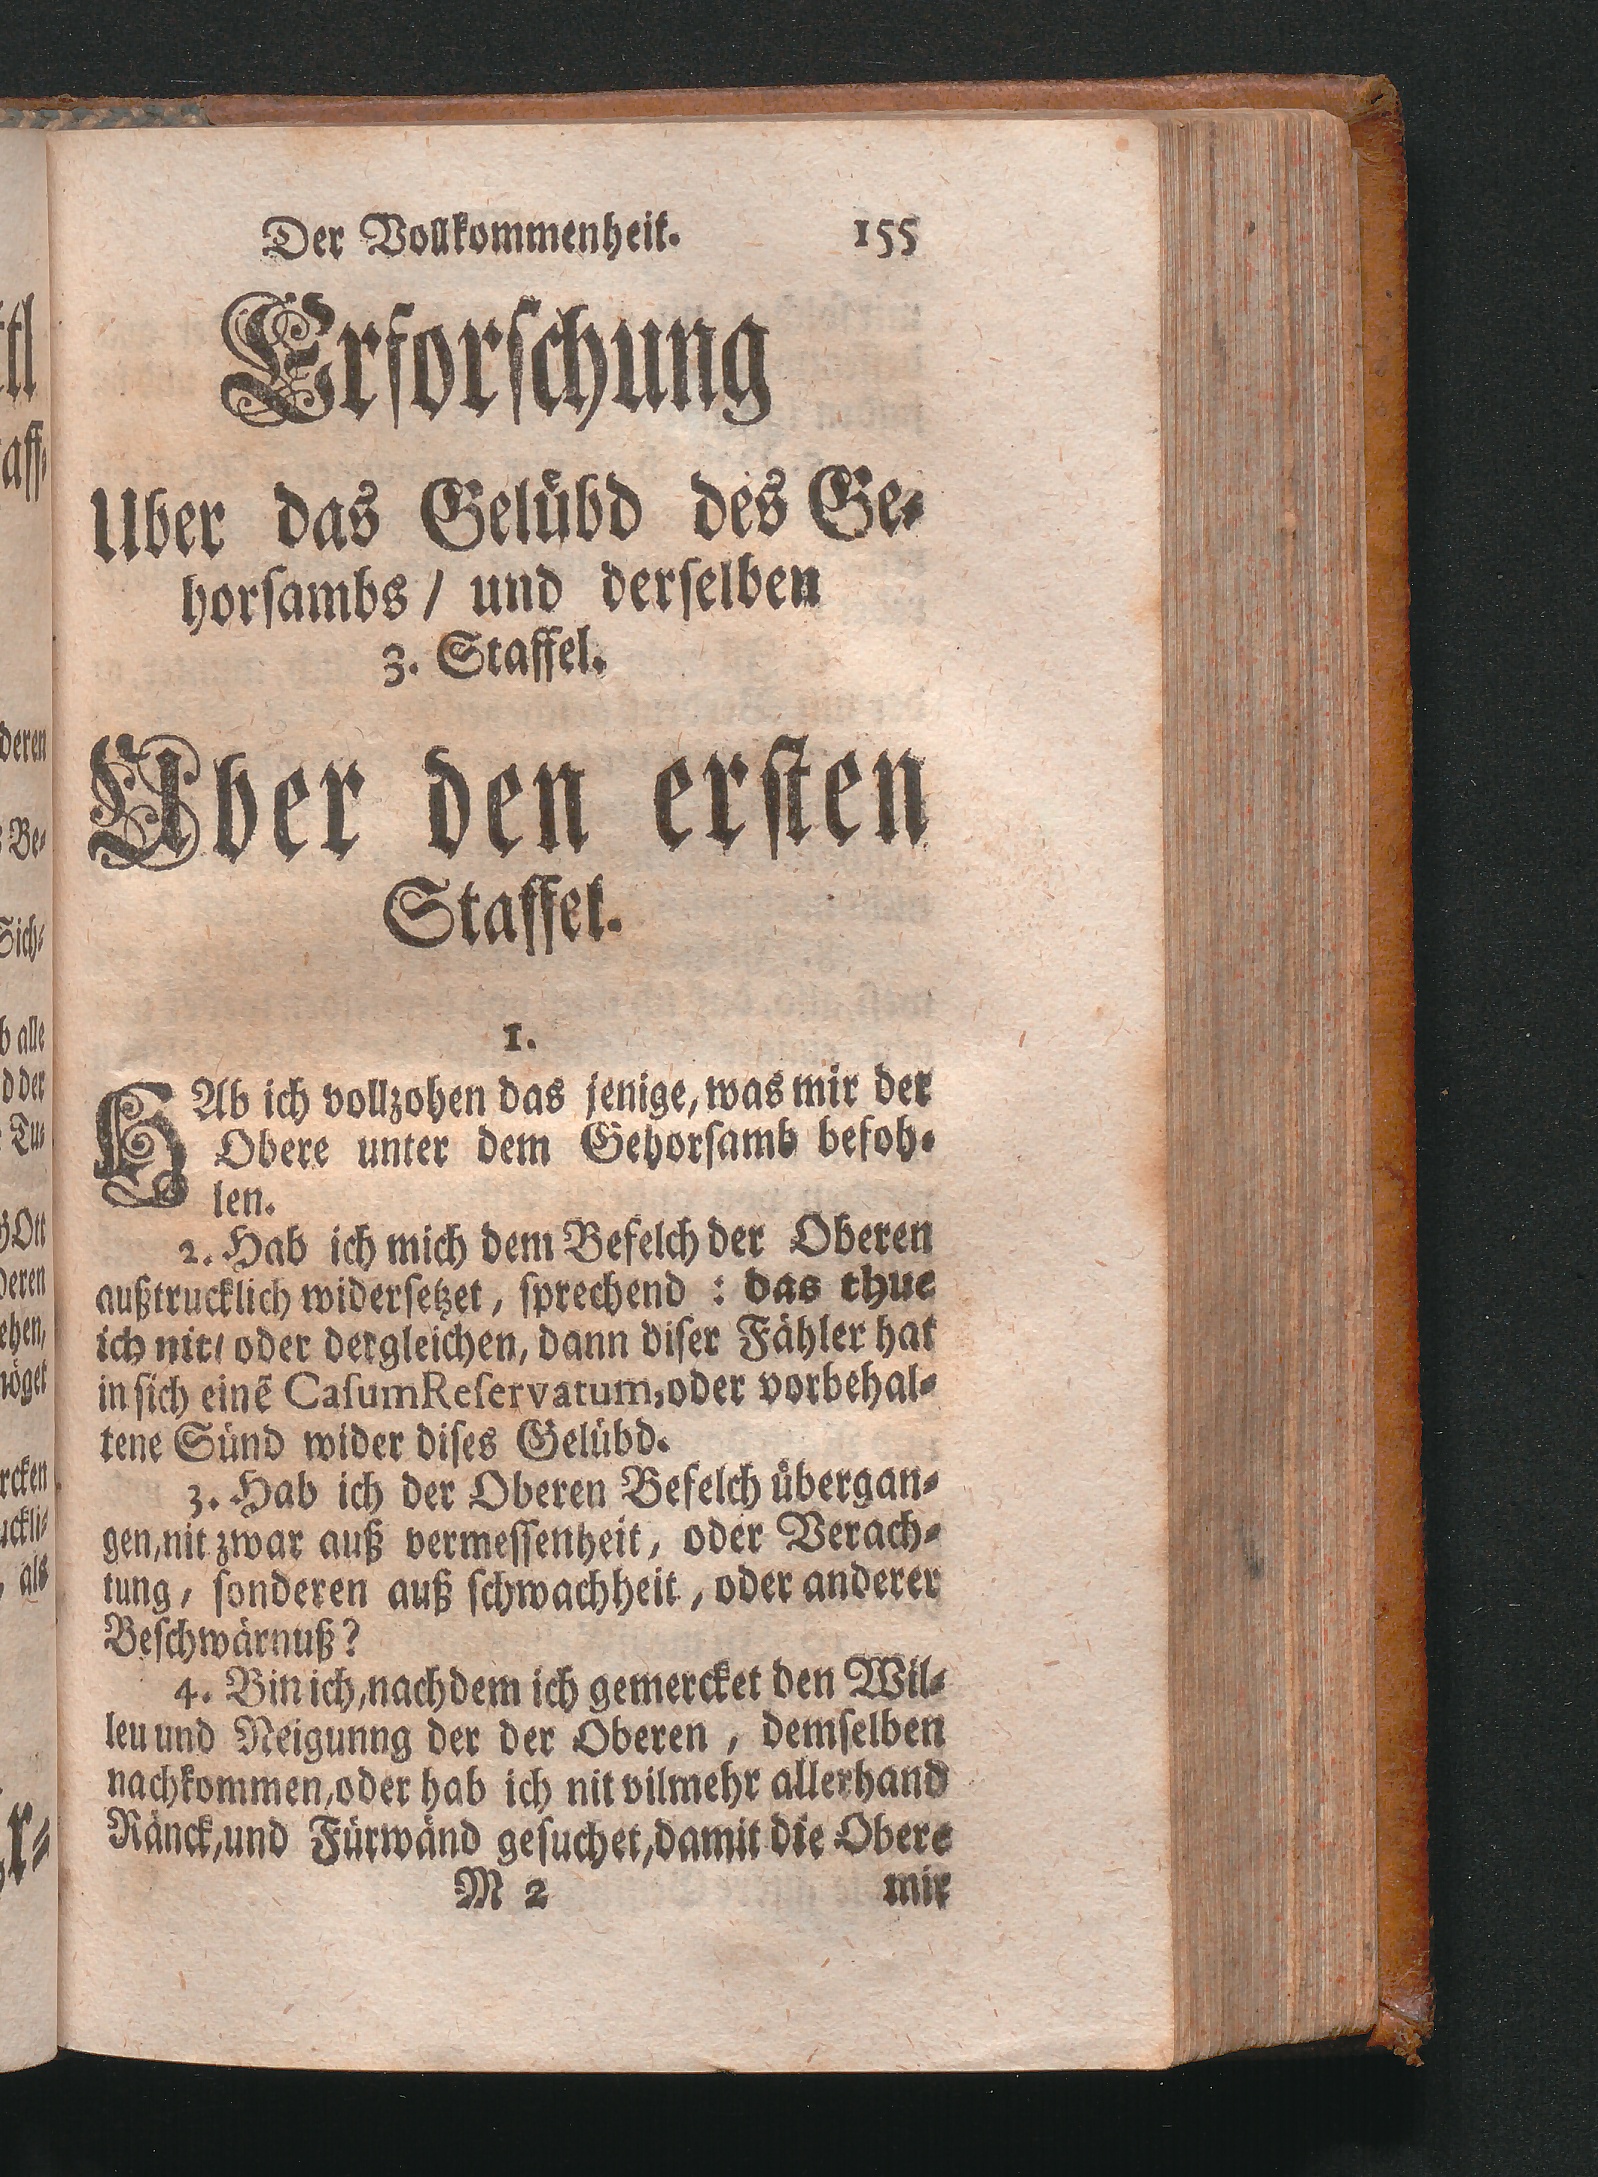 Der Vollkommenheit. 155
Erforschung
Uber das Gelübd des Ge-
horsambs / und derselben
3. Staffel.
Uber den ersten
Staffel.
1.
HAb ich vollzohen das jenige, was mir der
Obere unter dem Gehorsamb befoh-
len.
2. Hab ich mich dem Befelch der Oberen
außtrucklich widersetzet, sprechend : das thue
ich nit/ oder dergleichen, dann diser Fähler hat
in sich einē Casum Reservatum, oder vorbehal-
tene Sünd wider dises Gelübd.
3. Hab ich der Oberen Befelch übergan-
gen, nit zwar auß vermessenheit, oder Verach-
tung, sonderen auß schwachheit, oder anderer
Beschwärnuß?
4. Bin ich, nachdem ich gemercket den Wil-
leu und Neigunng der der Oberen, demselben
nachkommen, oder hab ich nit vilmehr allerhand
Ränck, und Fürwänd gesuchet, damit die Obere
M 2 mir